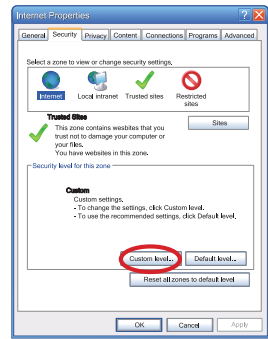 Internet Properties
General Security Privacy Content Connections Programs Advanced
Select a zone to view or change security settings.
Internet Local intranet Trusted sites Restricted sites
Trusted Sites
Sites
This zone contains wesbites that you
trust not to damage your computer or
your files.
You have websites in this zone.
Security level for this zone
Custom
Custom settings.
- To change the settings, click Custom level.
- To use the recommended settings, click Default level.
Custom level... Default level...
Reset all zones to default level
OK Cancel Apply